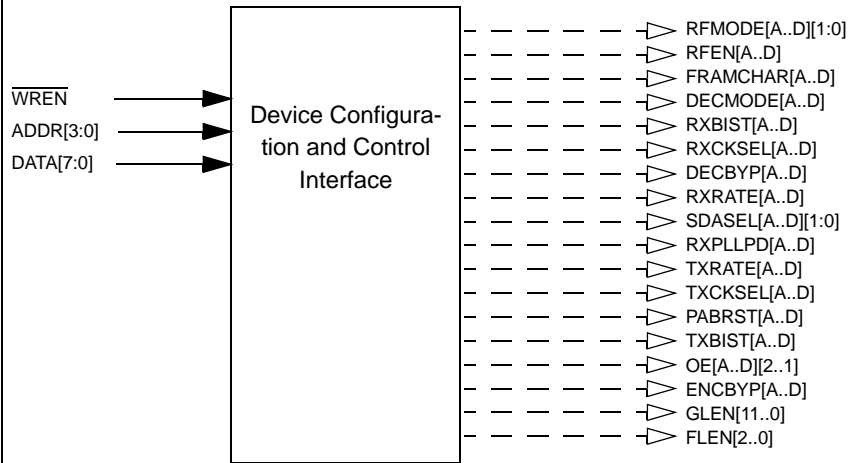 WREN
ADDR[3:0]
DATA[7:0]
Device Configura-
tion and Control
Interface
RFMODE[A..D][1:0]
RFEN[A..D]
FRAMCHAR[A..D]
DECMODE[A..D]
RXBIST[A..D]
RXCKSEL[A..D]
DECBYP[A..D]
RXRATE[A..D]
SDASEL[A..D][1:0]
RXPLLPD[A..D]
TXRATE[A..D]
TXCKSEL[A..D]
PABRST[A..D]
TXBIST[A..D]
OE[A..D][2..1]
ENCBYP[A..D]
GLEN[11..0]
FLEN[2..0]